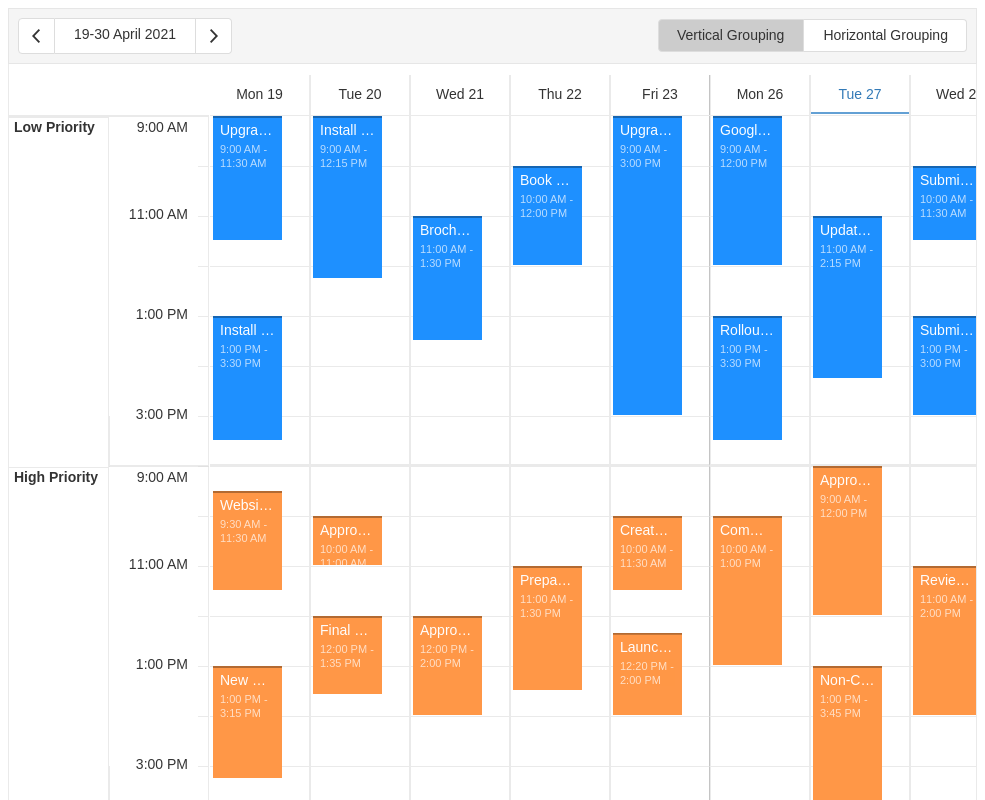 19-30 April 2021
Vertical Grouping
Horizontal Grouping
Mon 19
Tue 20
Wed 21
Thu 22
Fri 23
Mon 26
Tue 27
Wed 2
Low Priority
9:00 AM
11:00 AM
1:00 PM
3:00 PM
Upgra…
9:00 AM -
11:30 AM
Install …
1:00 PM -
3:30 PM
Install …
9:00 AM -
12:15 PM
Broch…
11:00 AM -
1:30 PM
Book …
10:00 AM -
12:00 PM
Upgra…
9:00 AM -
3:00 PM
Googl…
9:00 AM -
12:00 PM
Rollou…
1:00 PM -
3:30 PM
Updat…
11:00 AM -
2:15 PM
Submi…
10:00 AM -
11:30 AM
Submi…
1:00 PM -
3:00 PM
High Priority
9:00 AM
11:00 AM
1:00 PM
3:00 PM
Websi…
9:30 AM -
11:30 AM
New …
1:00 PM -
3:15 PM
Appro…
10:00 AM -
11:00 AM
Final …
12:00 PM -
1:35 PM
Appro…
12:00 PM -
2:00 PM
Prepa…
11:00 AM -
1:30 PM
Creat…
10:00 AM -
11:30 AM
Launc…
12:20 PM -
2:00 PM
Com…
10:00 AM -
1:00 PM
Appro…
9:00 AM -
12:00 PM
Non-C…
1:00 PM -
3:45 PM
Revie…
11:00 AM -
2:00 PM